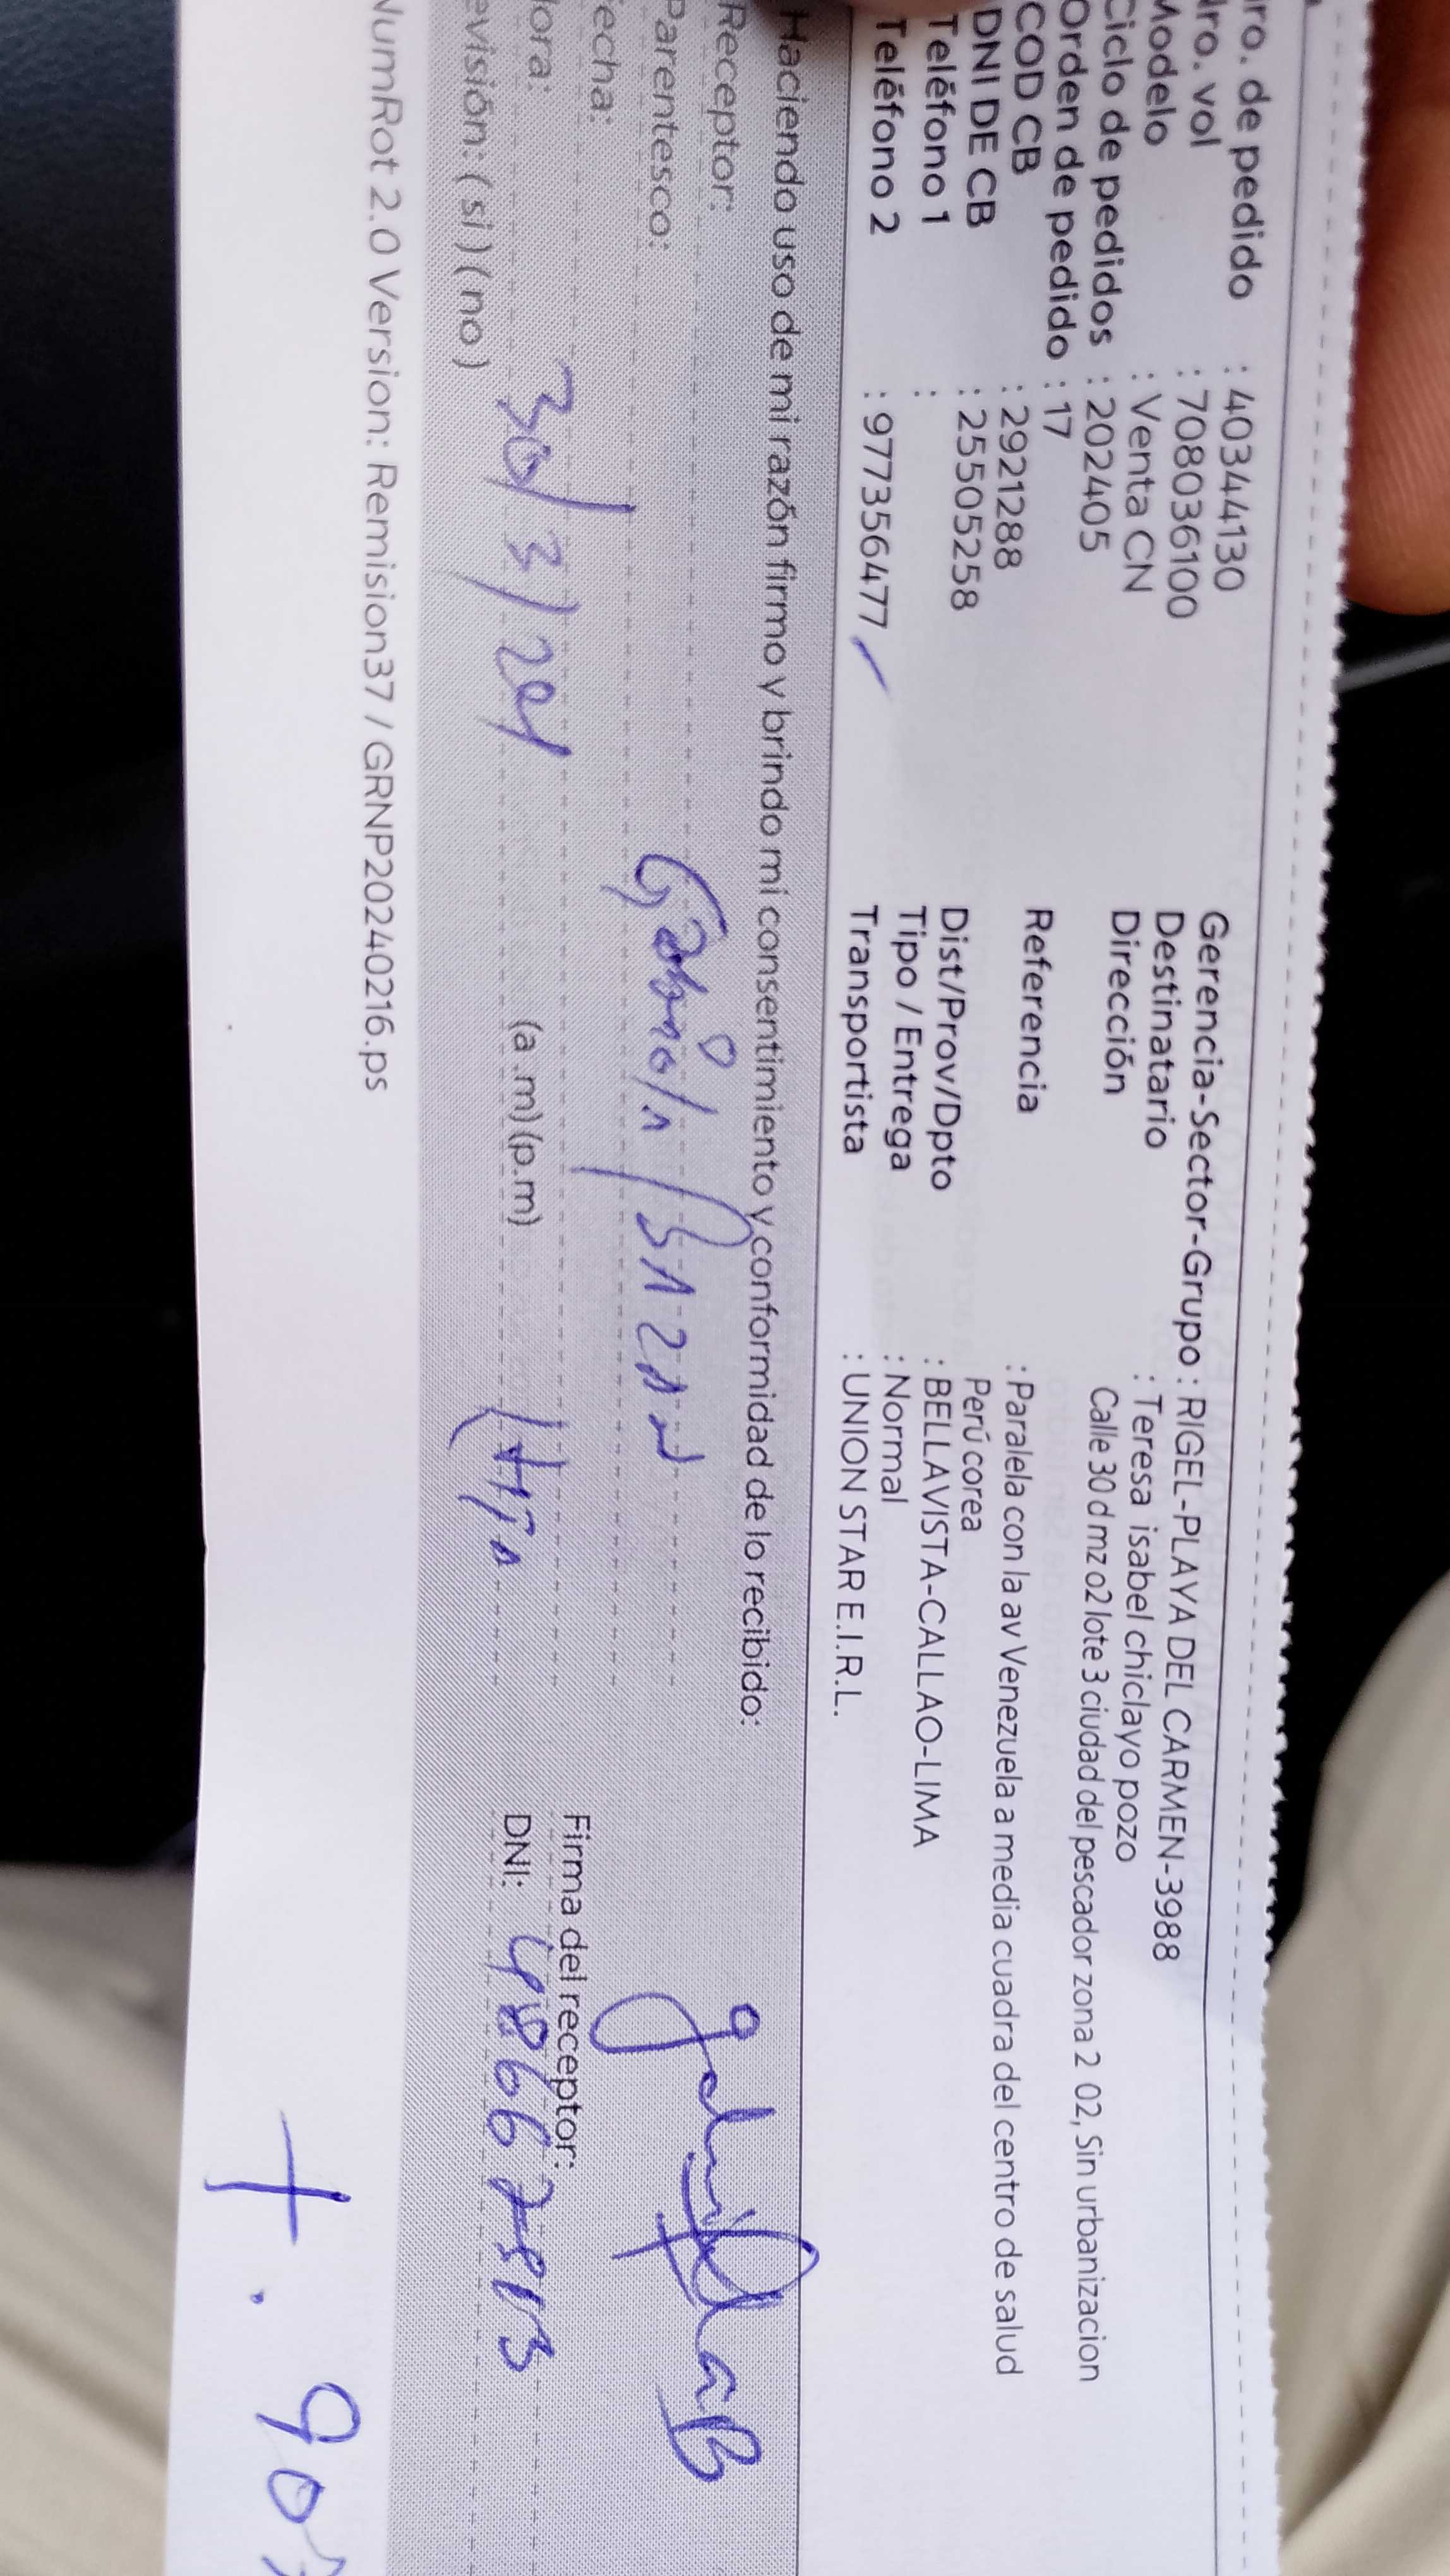 ro. de pedido : 40344130
ro. vol : 708036100
Modelo : Venta CN
Ciclo de pedidos : 202405
Orden de pedido : 17
COD CB : 2921288
DNI DE CB : 25505258
Teléfono 1 :
Teléfono 2 : 977356477
Gerencia-Sector-Grupo : RIGEL-PLAYA DEL CARMEN-3988
Destinatario : Teresa isabel chiclayo pozo
Dirección Calle 30 d mz o2 lote 3 ciudad del pescador zona 2 02, Sin urbanizacion
Referencia : Paralela con la av Venezuela a media cuadra del centro de salud
Perú corea
Dist/Prov/Dpto : BELLAVISTA-CALLAO-LIMA
Tipo / Entrega : Normal
Transportista : UNION STAR E.I.R.L.
Haciendo uso de mi razón firmo y brindo mi consentimiento y conformidad de lo recibido:
Receptor:
Parentesco:
echa:
ora: 30/3/24 (a.m)(p.m)
evisión: (si)(no)
Firma del receptor:
DNI:
NumRot 2.0 Version: Remision37 / GRNP20240216.ps